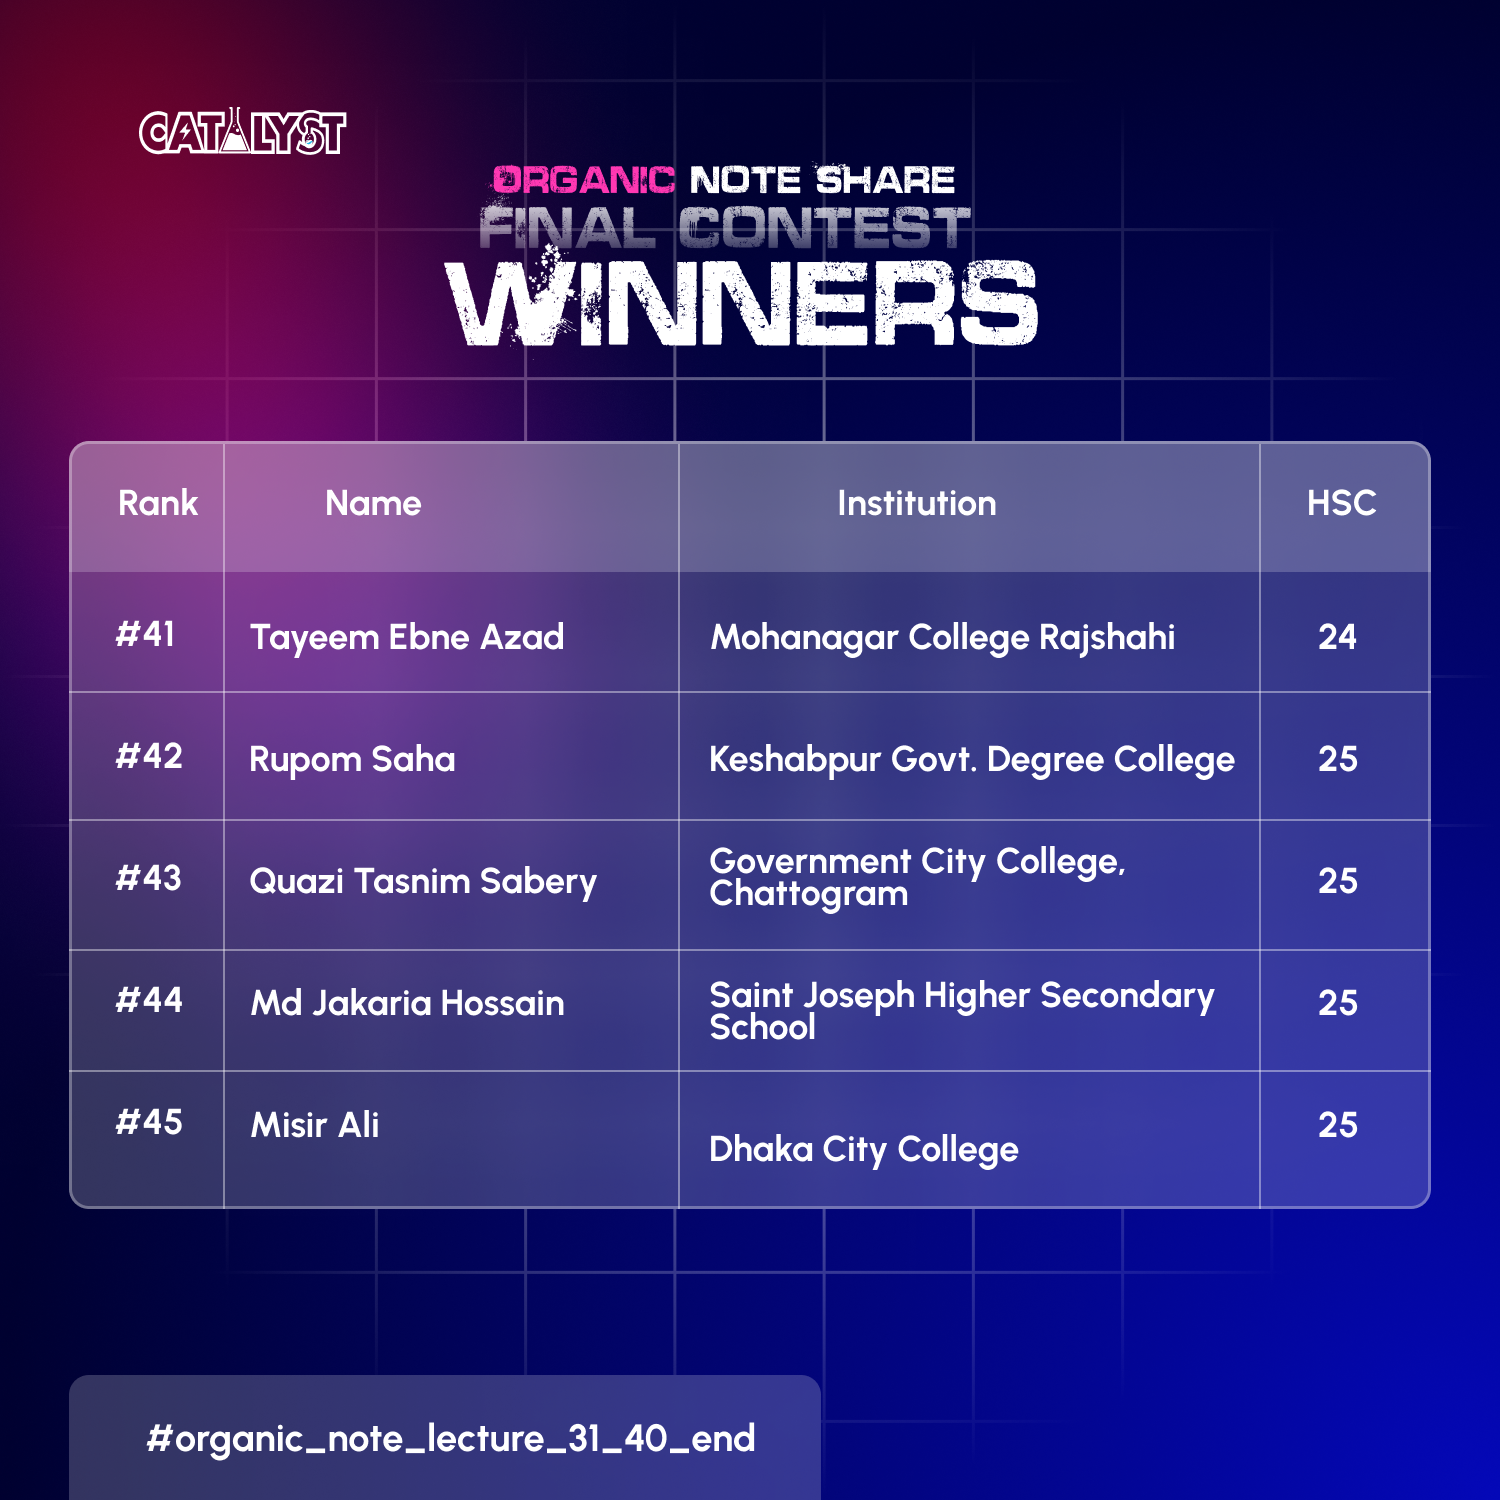 CATALYST
ORGANIC NOTE SHARE
FINAL CONTEST
WINNERS
Rank Name Institution HSC
#41 Tayeem Ebne Azad Mohanagar College Rajshahi 24
#42 Rupom Saha Keshabpur Govt. Degree College 25
#43 Quazi Tasnim Sabery Government City College,
Chattogram 25
#44 Md Jakaria Hossain Saint Joseph Higher Secondary
School 25
#45 Misir Ali Dhaka City College 25
#organic_note_lecture_31_40_end